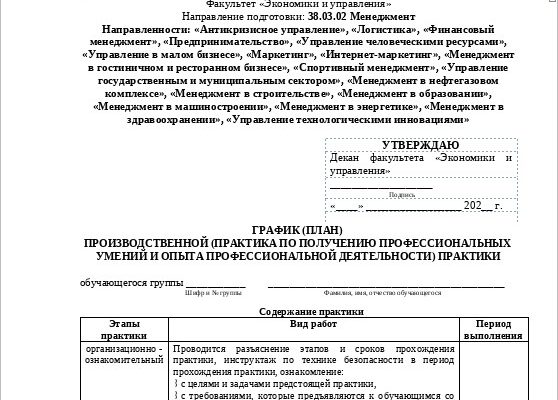 Факультет «Экономики и управления»
Направление подготовки: 38.03.02 Менеджмент
Направленности: «Антикризисное управление», «Логистика», «Финансовый
менеджмент», «Предпринимательство», «Управление человеческими ресурсами»,
«Управление в малом бизнесе», «Маркетинг», «Интернет-маркетинг», «Менеджмент
в гостиничном и ресторанном бизнесе», «Спортивный менеджмент», «Управление
государственным и муниципальным сектором», «Менеджмент в нефтегазовом
комплексе», «Менеджмент в строительстве», «Менеджмент в образовании»,
«Менеджмент в машиностроении», «Менеджмент в энергетике», «Менеджмент в
здравоохранении», «Управление технологическими инновациями»
УТВЕРЖДАЮ
Декан факультета «Экономики и
управления»
____________________
Подпись
«____» ___________________ 202__ г.
ГРАФИК (ПЛАН)
ПРОИЗВОДСТВЕННОЙ (ПРАКТИКА ПО ПОЛУЧЕНИЮ ПРОФЕССИОНАЛЬНЫХ
УМЕНИЙ И ОПЫТА ПРОФЕССИОНАЛЬНОЙ ДЕЯТЕЛЬНОСТИ) ПРАКТИКИ
обучающегося группы ____________ ________________________________________________
Шифр и № группы Фамилия, имя, отчество обучающегося
Содержание практики
Этапы практики Вид работ Период выполнения
организационно - ознакомительный
Проводится разъяснение этапов и сроков прохождения
практики, инструктаж по технике безопасности в период
прохождения практики, ознакомление:
} с целями и задачами предстоящей практики,
} с требованиями, которые предъявляются к обучающимся со